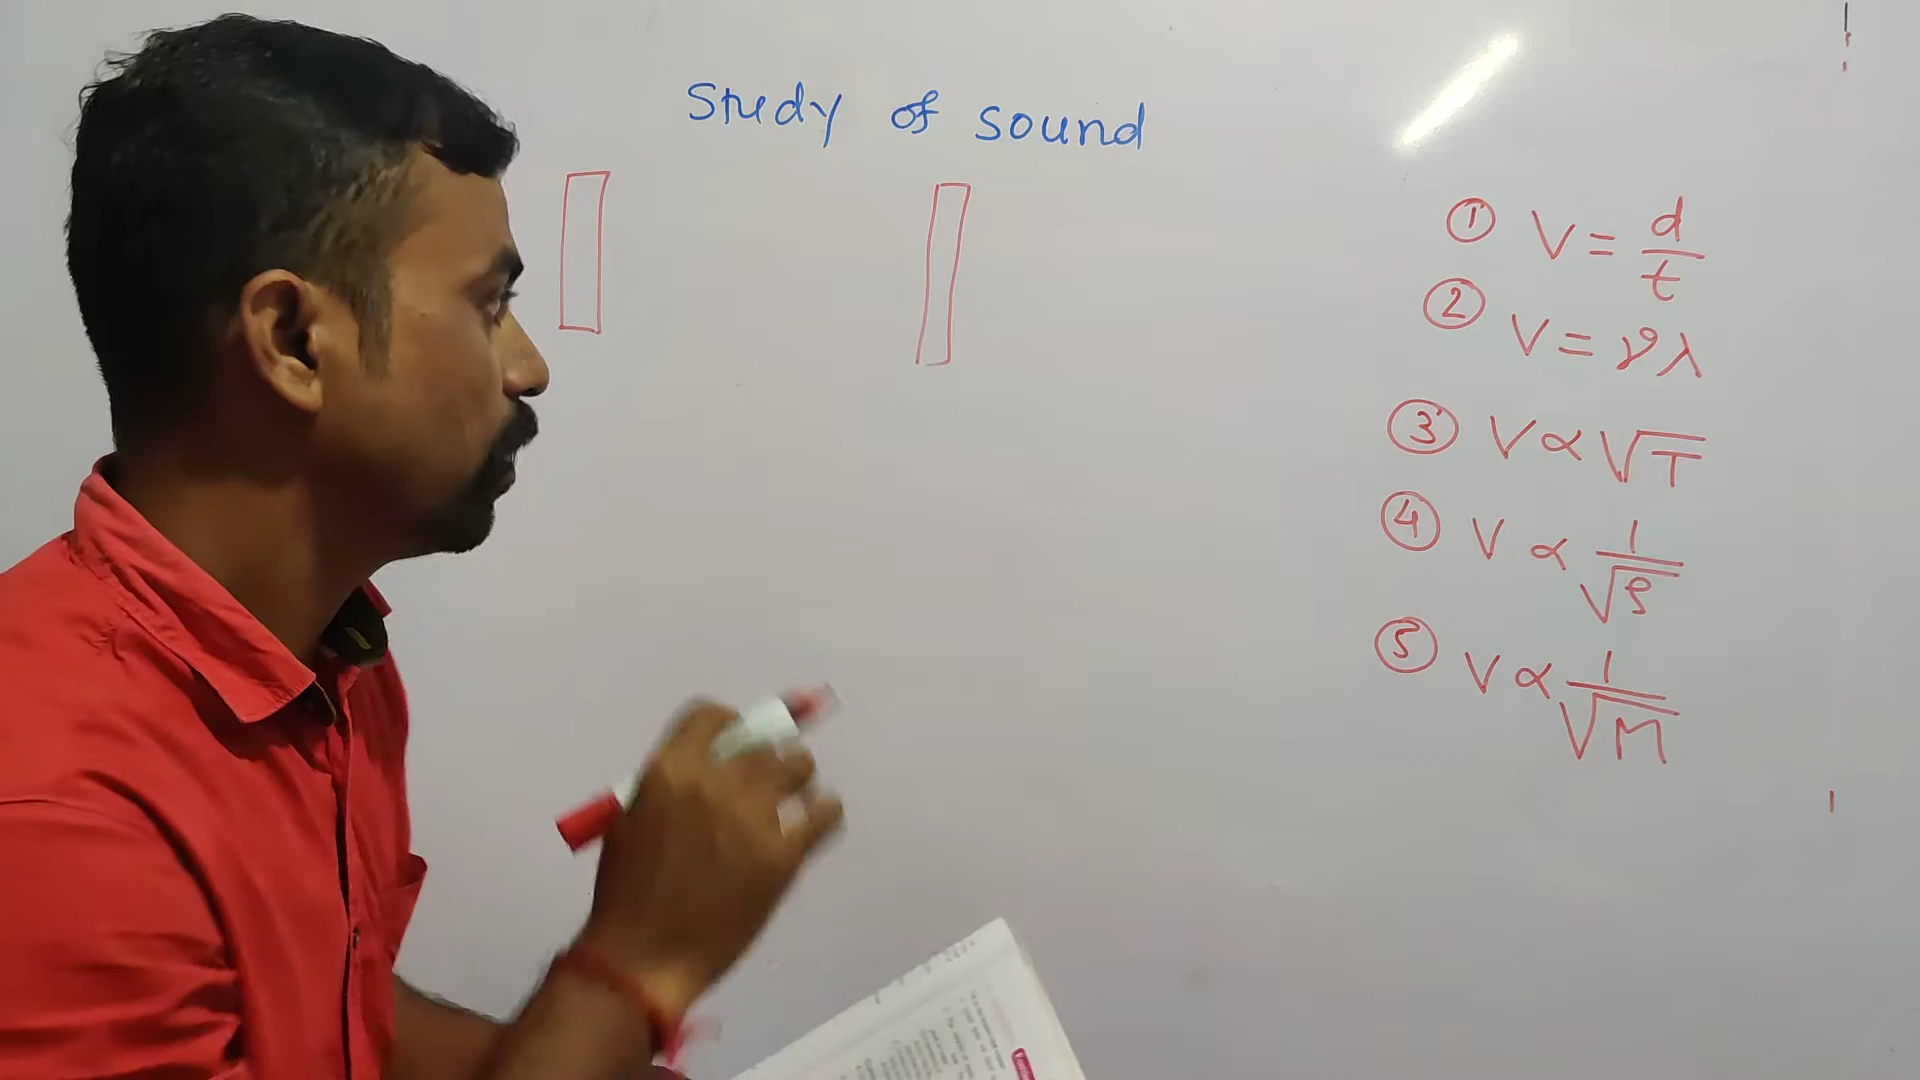 Study of sound
① V = d/t
② V = νλ
③ V ∝ √T
④ V ∝ 1/√ρ
⑤ V ∝ 1/√M